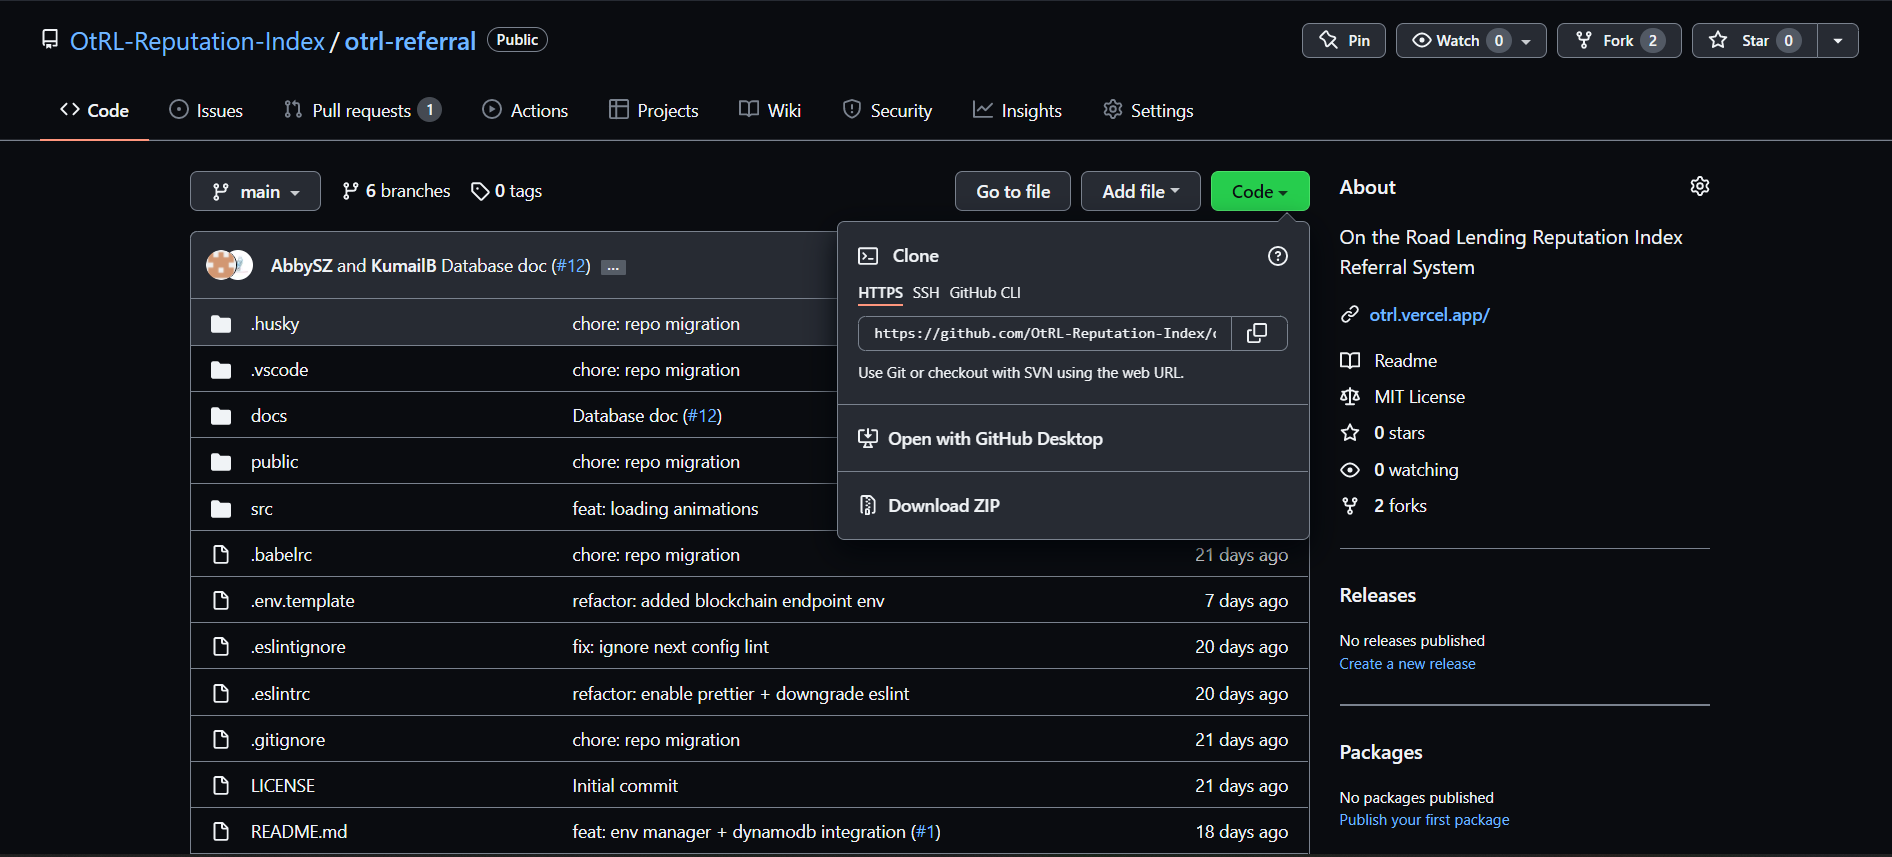 OtRL-Reputation-Index / otrl-referral Public
Pin Watch 0 Fork 2 Star 0
Code Issues Pull requests 1 Actions Projects Wiki Security Insights Settings
main 6 branches 0 tags Go to file Add file Code
AbbySZ and KumailB Database doc (#12) ...
.husky chore: repo migration
.vscode chore: repo migration
docs Database doc (#12)
public chore: repo migration
src feat: loading animations
.babelrc chore: repo migration 21 days ago
.env.template refactor: added blockchain endpoint env 7 days ago
.eslintignore fix: ignore next config lint 20 days ago
.eslintrc refactor: enable prettier + downgrade eslint 20 days ago
.gitignore chore: repo migration 21 days ago
LICENSE Initial commit 21 days ago
README.md feat: env manager + dynamodb integration (#1) 18 days ago
Clone
HTTPS SSH GitHub CLI
https://github.com/OtRL-Reputation-Index/
Use Git or checkout with SVN using the web URL.
Open with GitHub Desktop
Download ZIP
About
On the Road Lending Reputation Index
Referral System
otrl.vercel.app/
Readme
MIT License
0 stars
0 watching
2 forks
Releases
No releases published
Create a new release
Packages
No packages published
Publish your first package